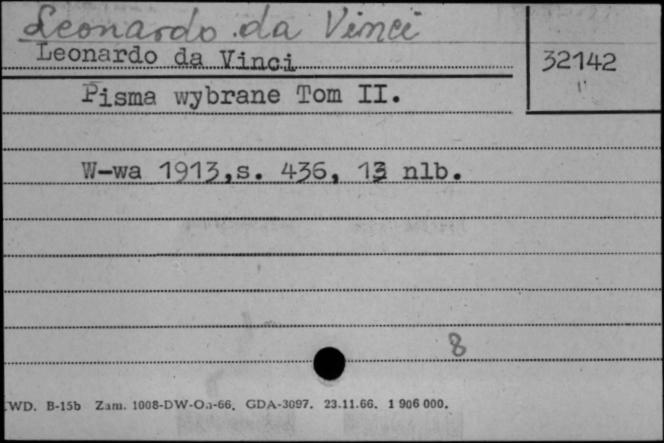 Leonardo da Vinci
Leonardo da Vinci
32142
Pisma wybrane Tom II.
W-wa 1913,s. 436, 13 nlb.
8
WD. B-15b Zam. 1008-DW-Oa-66. GDA-3097. 23.11.66. 1 906 000.